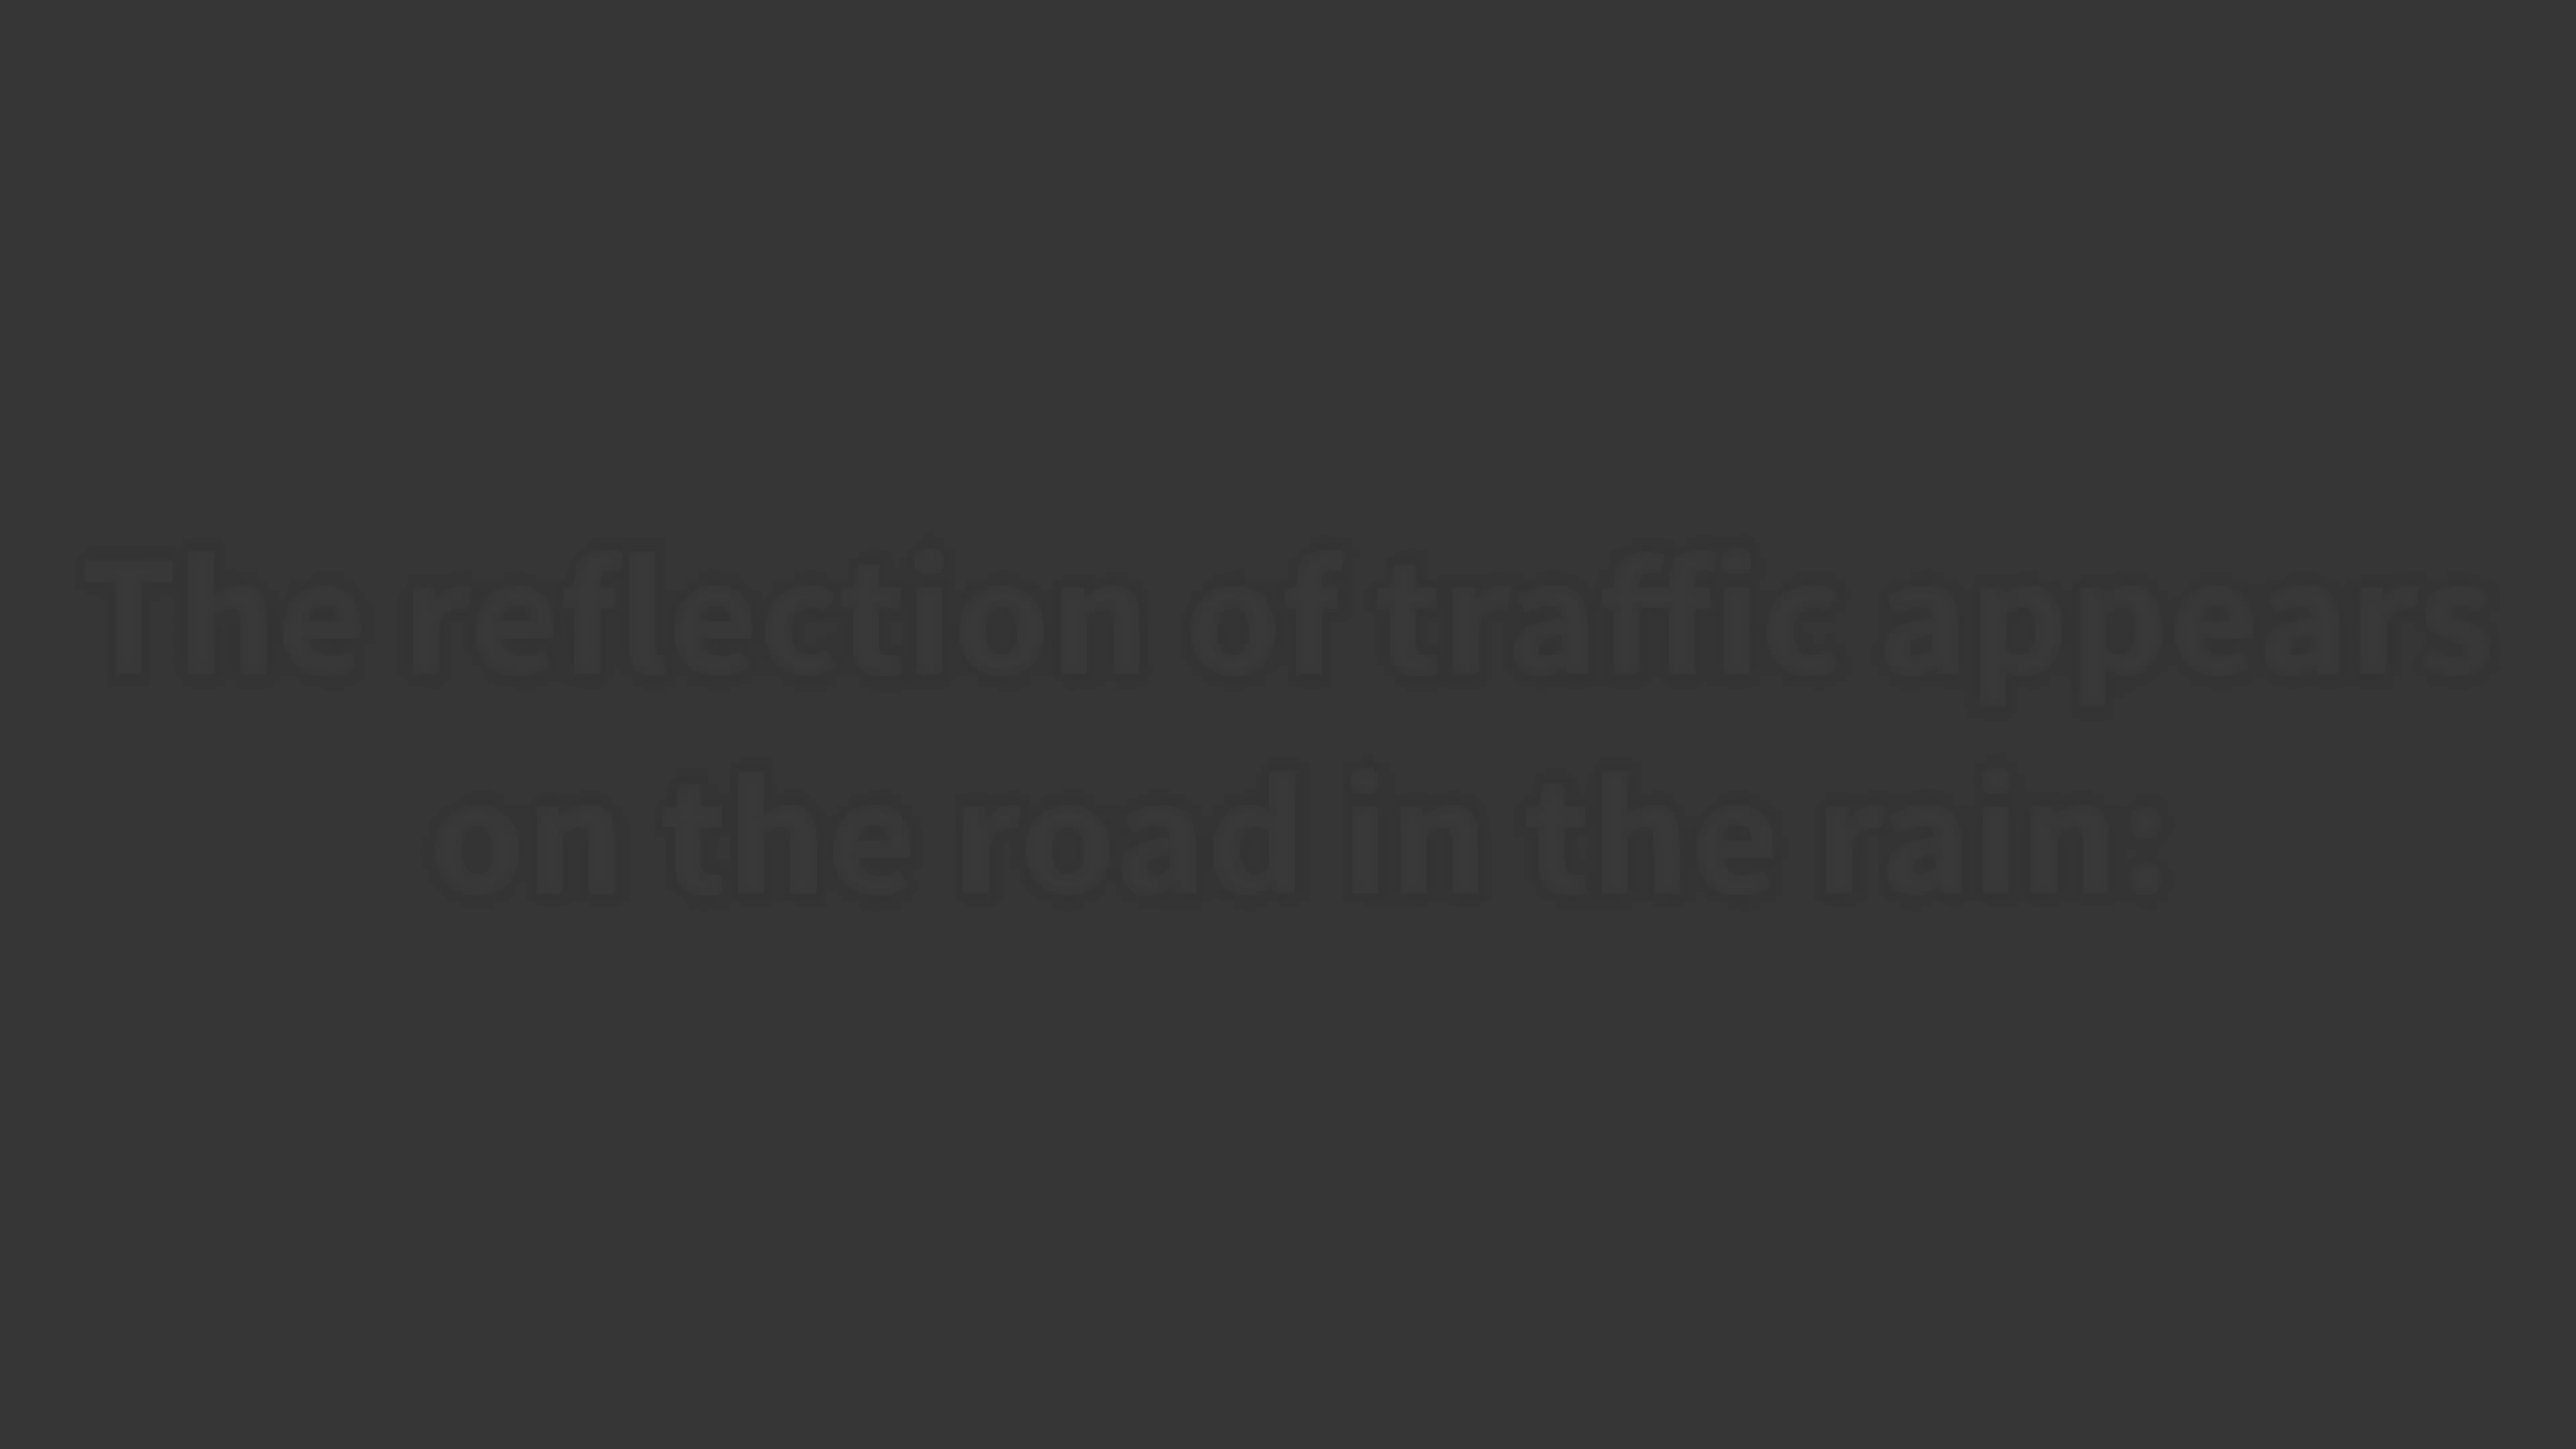 The reflection of traffic appears
on the road in the rain: